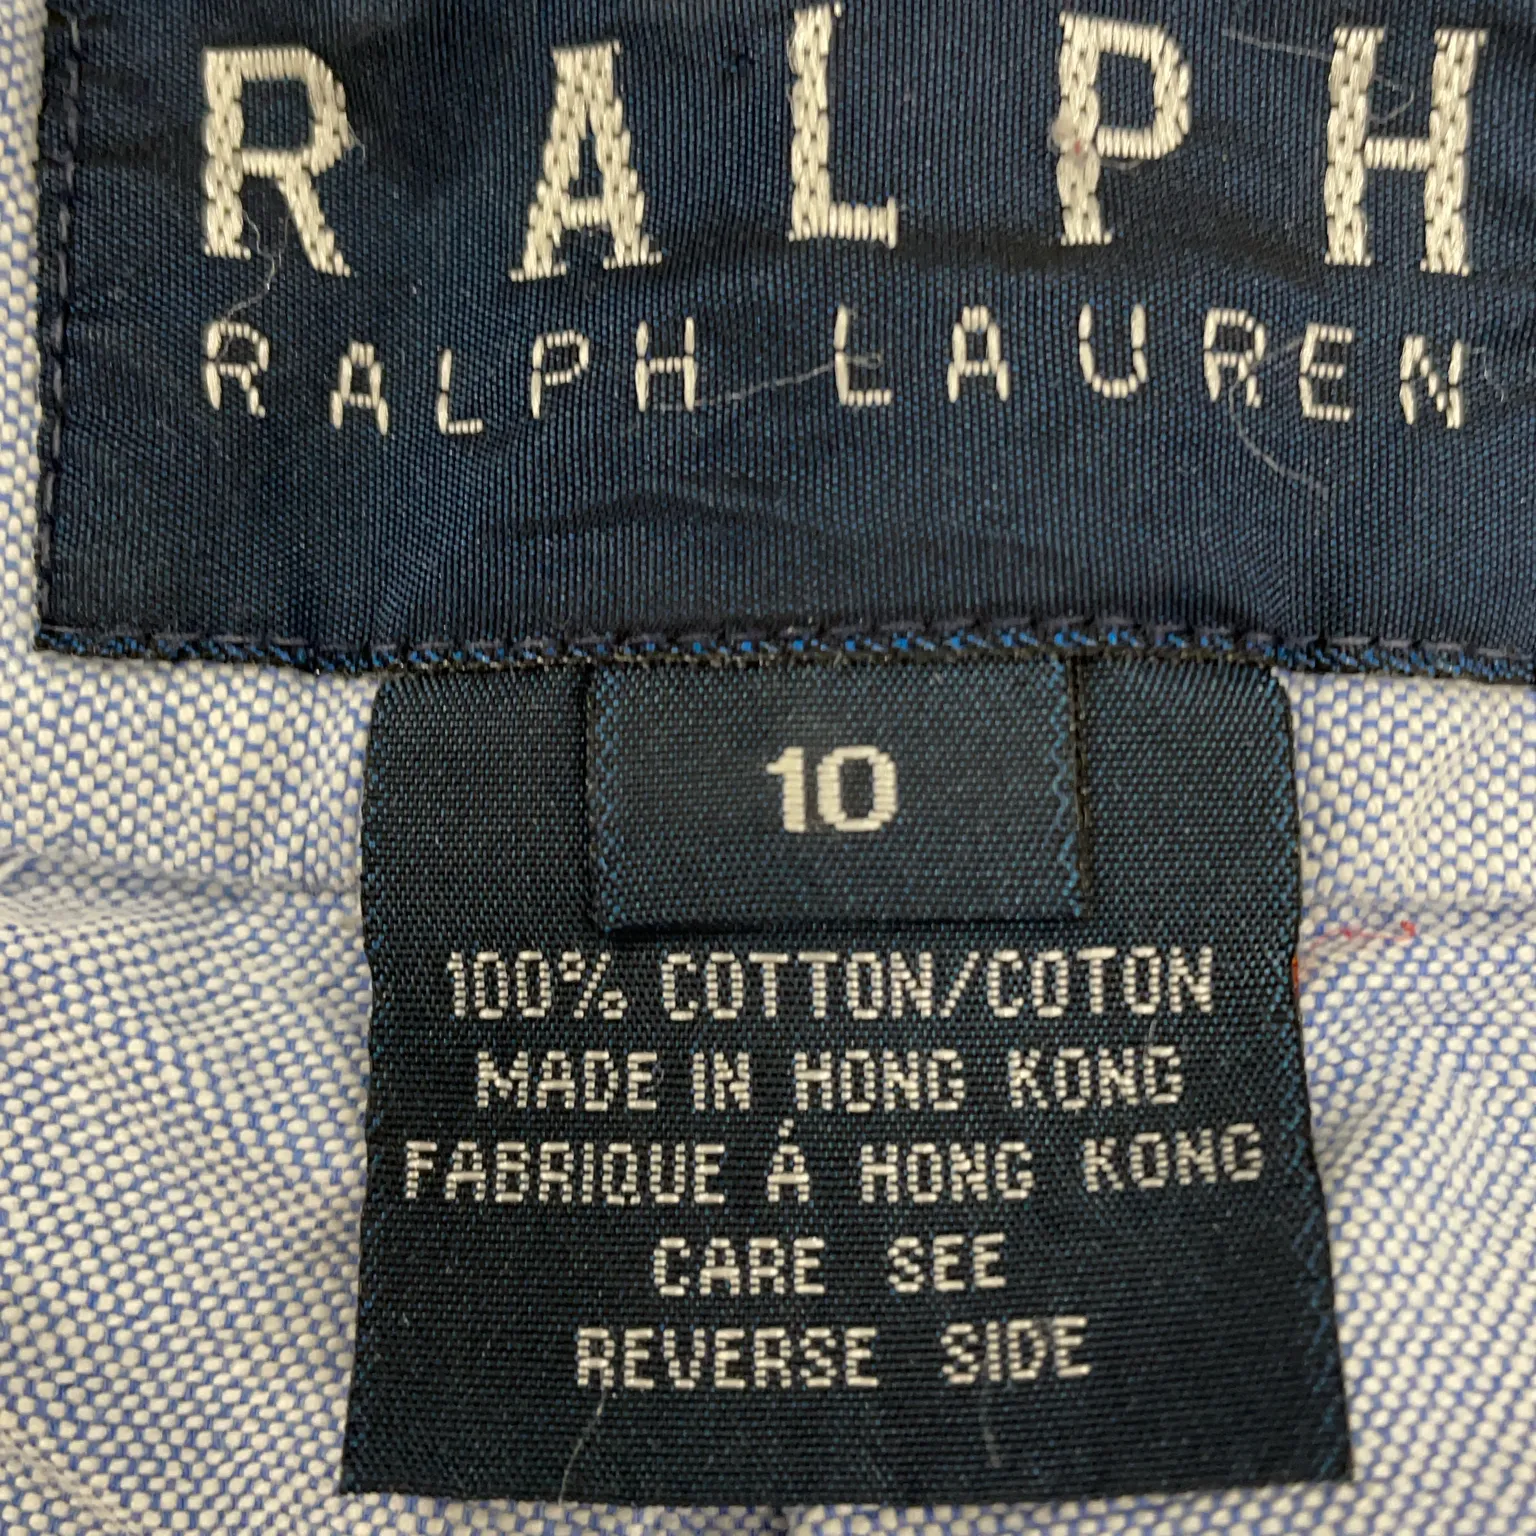 RALPH
RALPH LAUREN
10
100% COTTON/COTON
MADE IN HONG KONG
FABRIQUE Á HONG KONG
CARE SEE
REVERSE SIDE